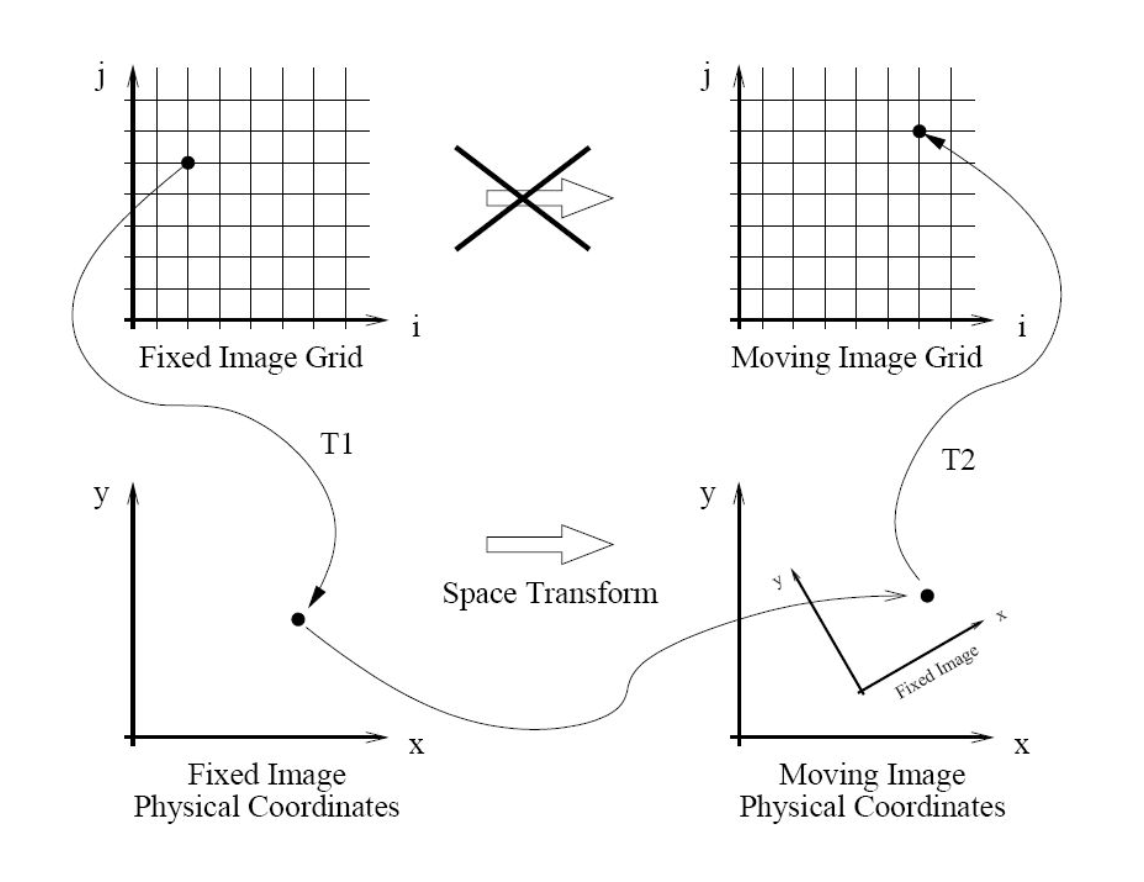 j
j
i
i
Fixed Image Grid
Moving Image Grid
T1
T2
y
y
y
Space Transform
x
Fixed Image
x
x
Fixed Image
Physical Coordinates
Moving Image
Physical Coordinates